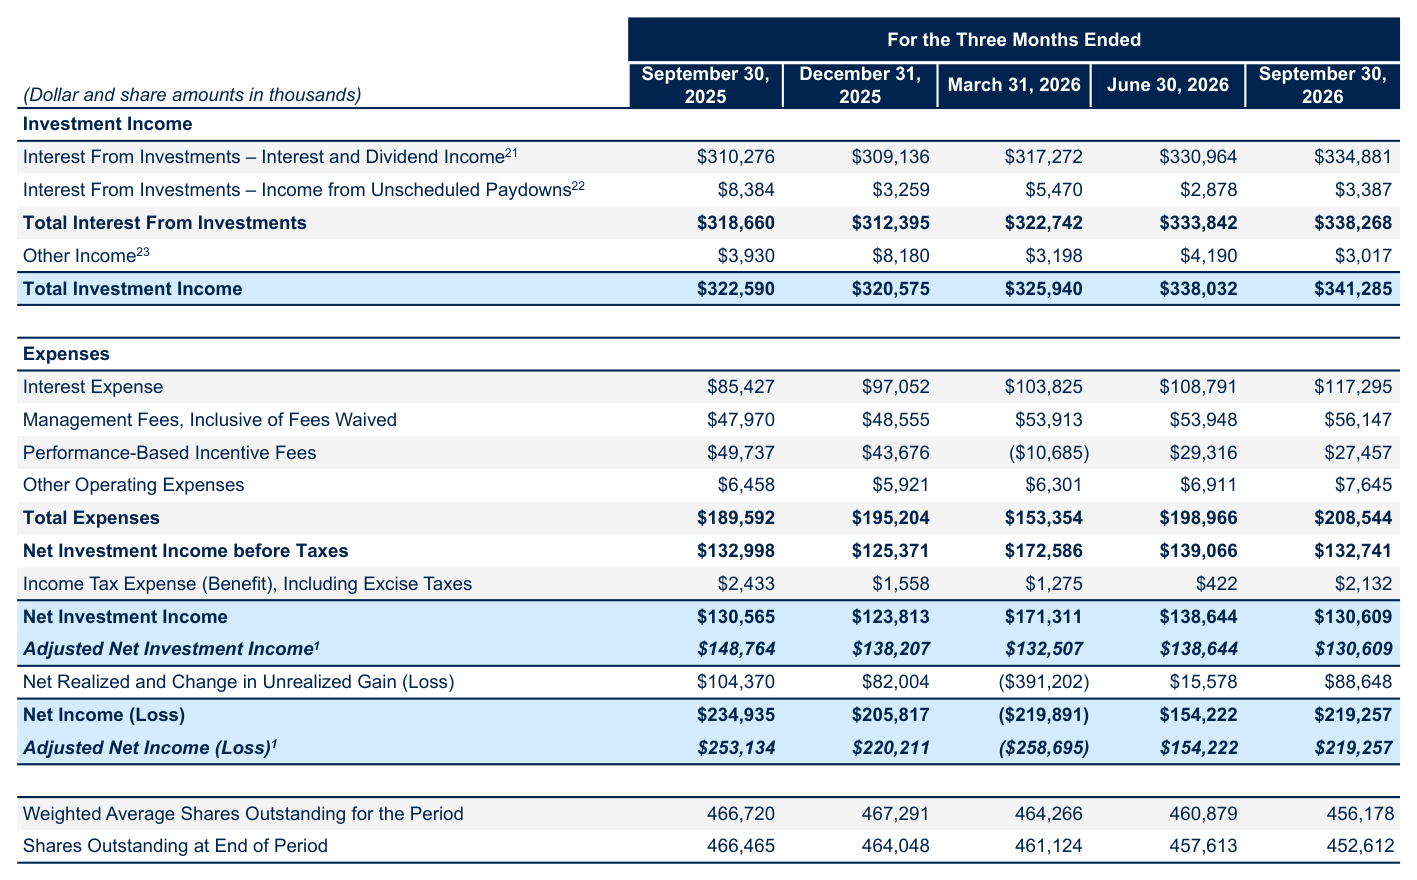 For the Three Months Ended
(Dollar and share amounts in thousands) September 30, 2025 December 31, 2025 March 31, 2026 June 30, 2026 September 30, 2026
Investment Income
Interest From Investments – Interest and Dividend Income21 $310,276 $309,136 $317,272 $330,964 $334,881
Interest From Investments – Income from Unscheduled Paydowns22 $8,384 $3,259 $5,470 $2,878 $3,387
Total Interest From Investments $318,660 $312,395 $322,742 $333,842 $338,268
Other Income23 $3,930 $8,180 $3,198 $4,190 $3,017
Total Investment Income $322,590 $320,575 $325,940 $338,032 $341,285
Expenses
Interest Expense $85,427 $97,052 $103,825 $108,791 $117,295
Management Fees, Inclusive of Fees Waived $47,970 $48,555 $53,913 $53,948 $56,147
Performance-Based Incentive Fees $49,737 $43,676 ($10,685) $29,316 $27,457
Other Operating Expenses $6,458 $5,921 $6,301 $6,911 $7,645
Total Expenses $189,592 $195,204 $153,354 $198,966 $208,544
Net Investment Income before Taxes $132,998 $125,371 $172,586 $139,066 $132,741
Income Tax Expense (Benefit), Including Excise Taxes $2,433 $1,558 $1,275 $422 $2,132
Net Investment Income $130,565 $123,813 $171,311 $138,644 $130,609
Adjusted Net Investment Income1 $148,764 $138,207 $132,507 $138,644 $130,609
Net Realized and Change in Unrealized Gain (Loss) $104,370 $82,004 ($391,202) $15,578 $88,648
Net Income (Loss) $234,935 $205,817 ($219,891) $154,222 $219,257
Adjusted Net Income (Loss)1 $253,134 $220,211 ($258,695) $154,222 $219,257
Weighted Average Shares Outstanding for the Period 466,720 467,291 464,266 460,879 456,178
Shares Outstanding at End of Period 466,465 464,048 461,124 457,613 452,612